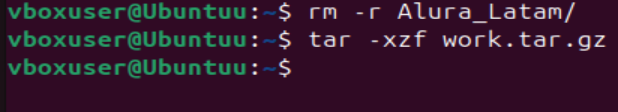 vboxuser@Ubuntuu:~$ rm -r Alura_Latam/
vboxuser@Ubuntuu:~$ tar -xzf work.tar.gz
vboxuser@Ubuntuu:~$